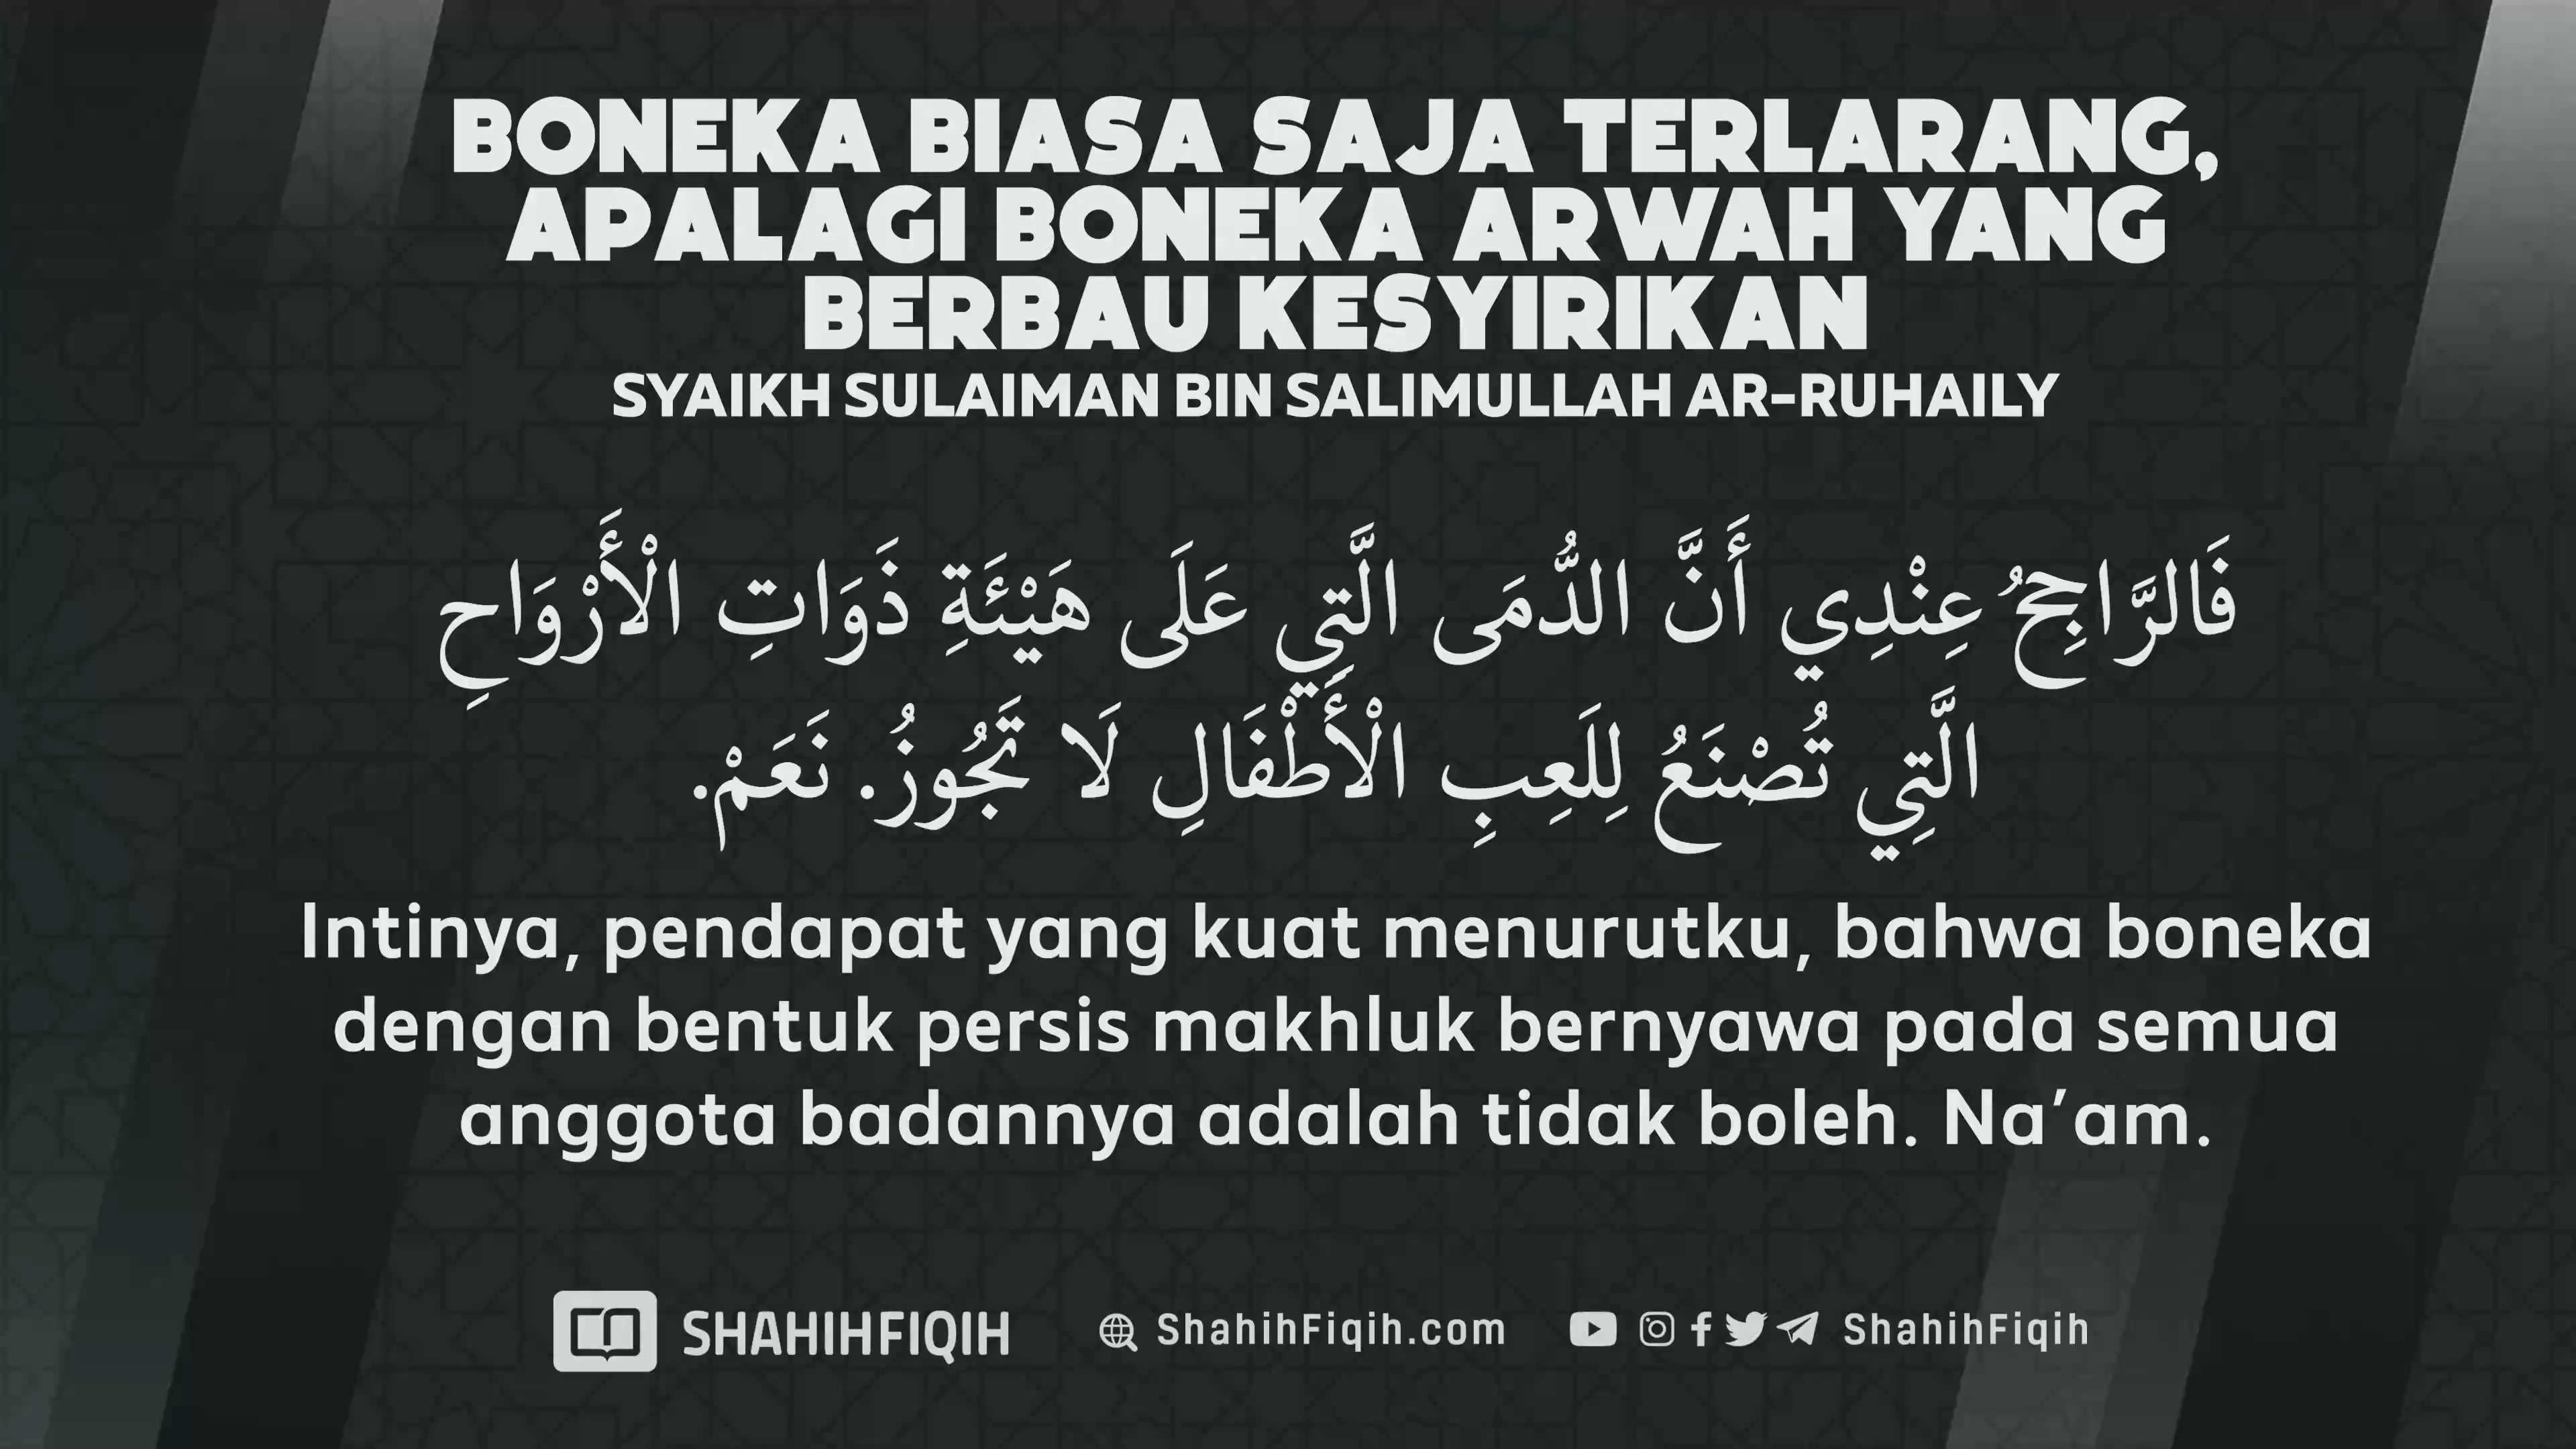 BONEKA BIASA SAJA TERLARANG,
APALAGI BONEKA ARWAH YANG
BERBAU KESYIRIKAN
SYAIKH SULAIMAN BIN SALIMULLAH AR-RUHAILY
فَالرَّاجِحُ عِنْدِي أَنَّ الدُّمَى الَّتِي عَلَى هَيْئَةِ ذَوَاتِ الْأَرْوَاحِ
الَّتِي تُصْنَعُ لِلَعِبِ الْأَطْفَالِ لَا تَجُوزُ. نَعَمْ.
Intinya, pendapat yang kuat menurutku, bahwa boneka
dengan bentuk persis makhluk bernyawa pada semua
anggota badannya adalah tidak boleh. Na’am.
SHAHIHFIQIH ShahihFiqih.com ShahihFiqih